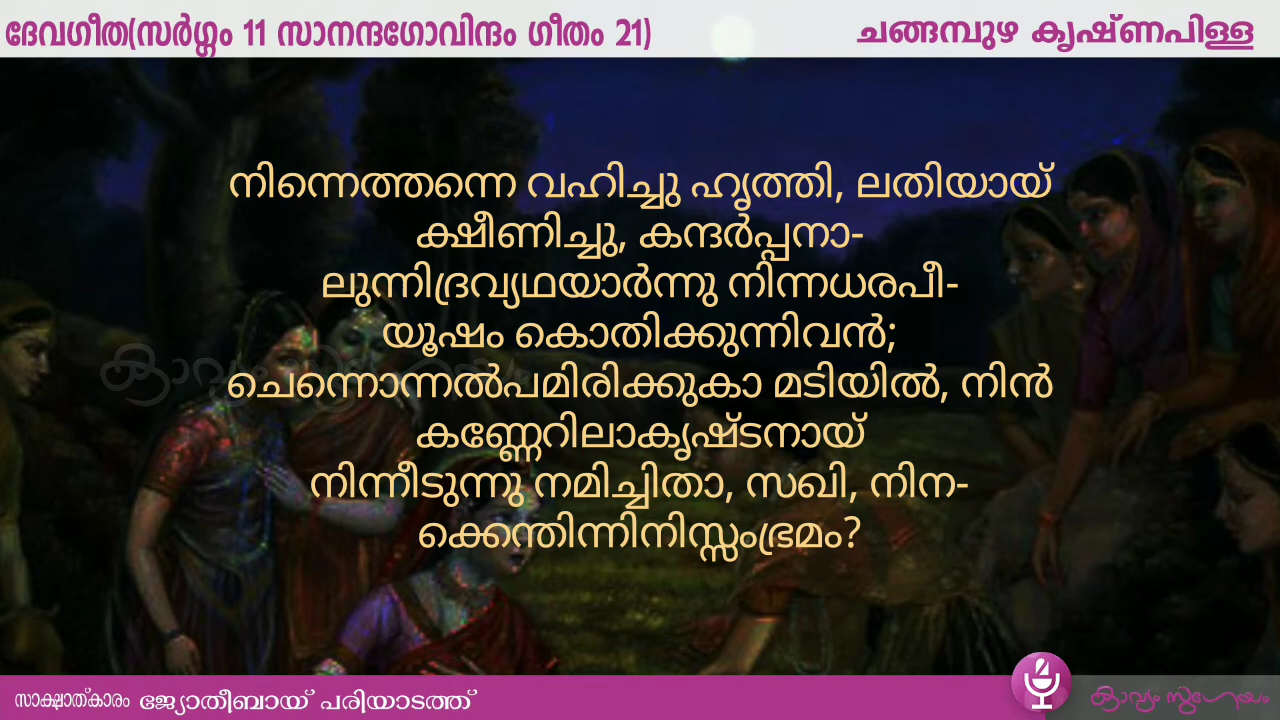 ദേവഗീത(സർഗ്ഗം 11 സാനന്ദഗോവിന്ദം ഗീതം 21) ചങ്ങമ്പുഴ കൃഷ്ണപിള്ള
നിന്നെത്തന്നെ വഹിച്ചു ഹൃത്തി, ലതിയായ്
ക്ഷീണിച്ചു, കന്ദർപ്പനാ-
ലുന്നിദ്രവ്യഥയാർന്നു നിന്നധരപീ-
യൂഷം കൊതിക്കുന്നിവൻ;
ചെന്നൊന്നൽപമിരിക്കുകാ മടിയിൽ, നിൻ
കണ്ണേറിലാകൃഷ്ടനായ്
നിന്നീടുന്നു നമിച്ചിതാ, സഖി, നിന-
ക്കെന്തിന്നിനിസ്സംഭ്രമം?
സാക്ഷാത്കാരം ജ്യോതീബായ് പരിയാടത്ത് കാവ്യം സുഗേയം